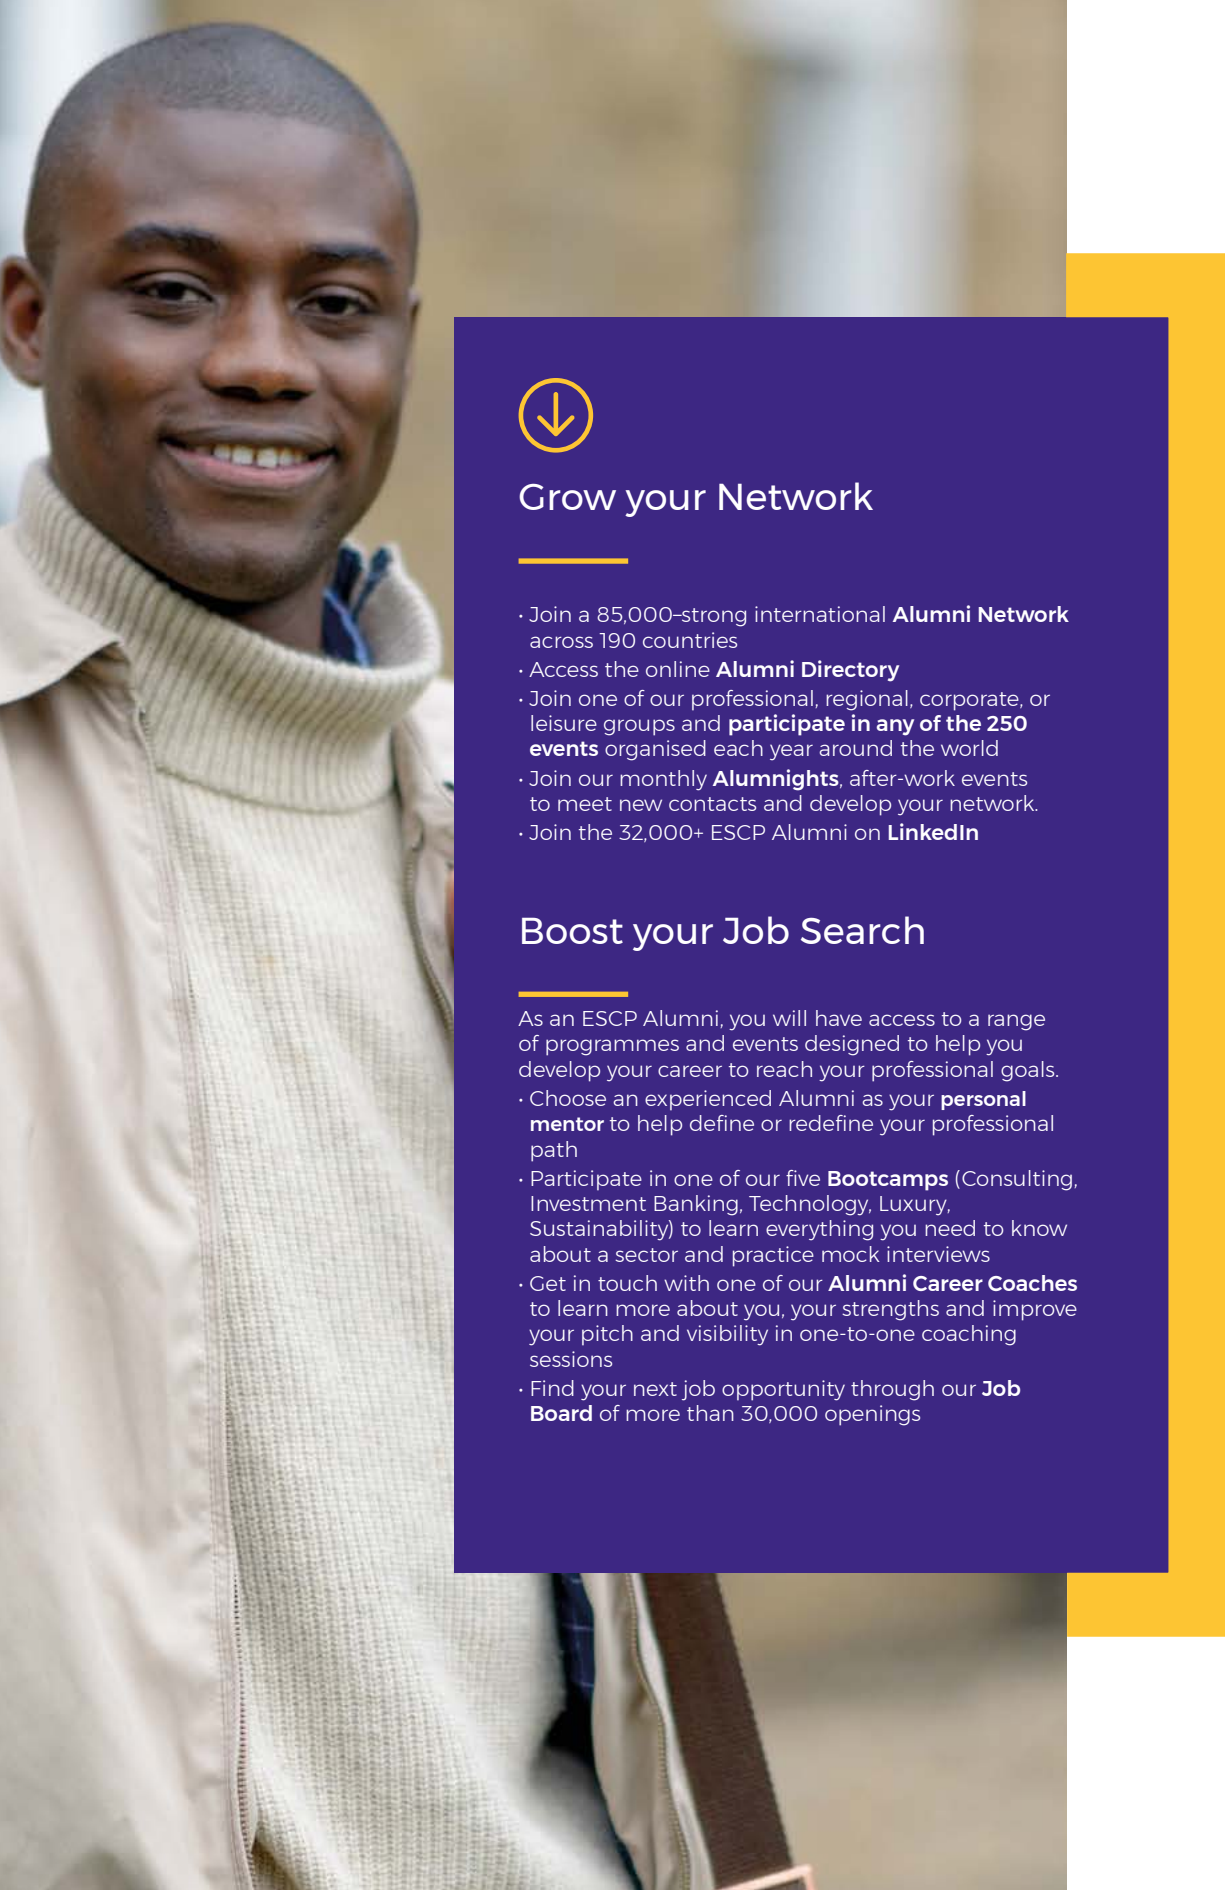 Grow your Network
• Join a 85,000–strong international Alumni Network
across 190 countries
• Access the online Alumni Directory
• Join one of our professional, regional, corporate, or
leisure groups and participate in any of the 250
events organised each year around the world
• Join our monthly Alumnights, after-work events
to meet new contacts and develop your network.
• Join the 32,000+ ESCP Alumni on LinkedIn
Boost your Job Search
As an ESCP Alumni, you will have access to a range
of programmes and events designed to help you
develop your career to reach your professional goals.
• Choose an experienced Alumni as your personal
mentor to help define or redefine your professional
path
• Participate in one of our five Bootcamps (Consulting,
Investment Banking, Technology, Luxury,
Sustainability) to learn everything you need to know
about a sector and practice mock interviews
• Get in touch with one of our Alumni Career Coaches
to learn more about you, your strengths and improve
your pitch and visibility in one-to-one coaching
sessions
• Find your next job opportunity through our Job
Board of more than 30,000 openings